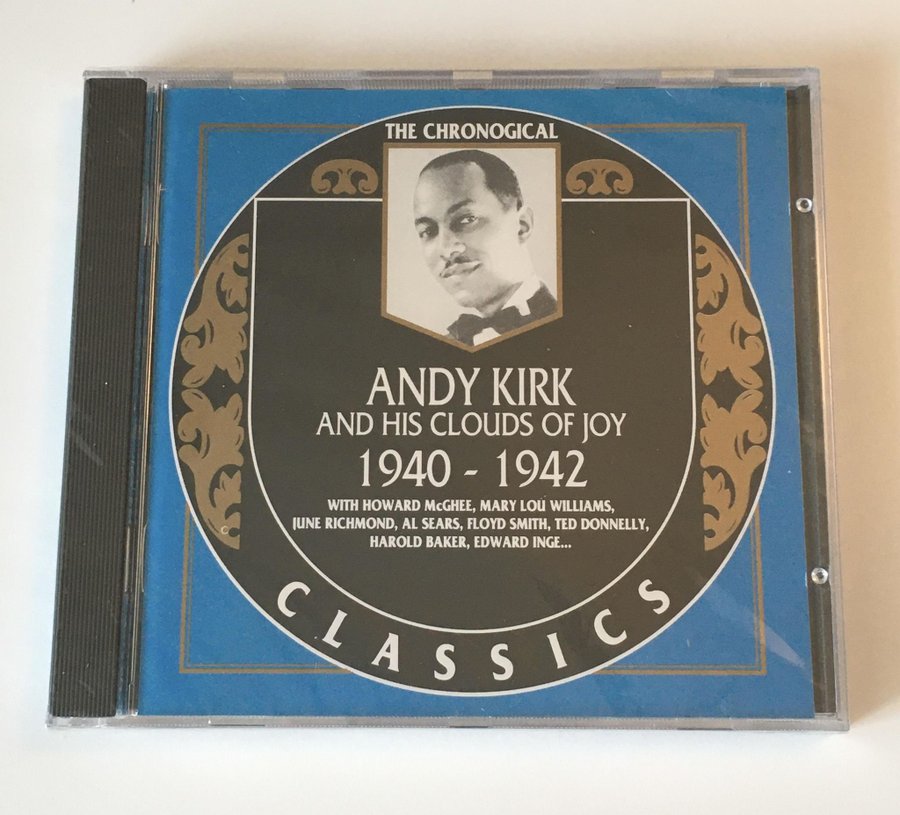 THE CHRONOGICAL
ANDY KIRK
AND HIS CLOUDS OF JOY
1940 - 1942
WITH HOWARD McGHEE, MARY LOU WILLIAMS,
JUNE RICHMOND, AL SEARS, FLOYD SMITH, TED DONNELLY,
HAROLD BAKER, EDWARD INGE...
CLASSICS